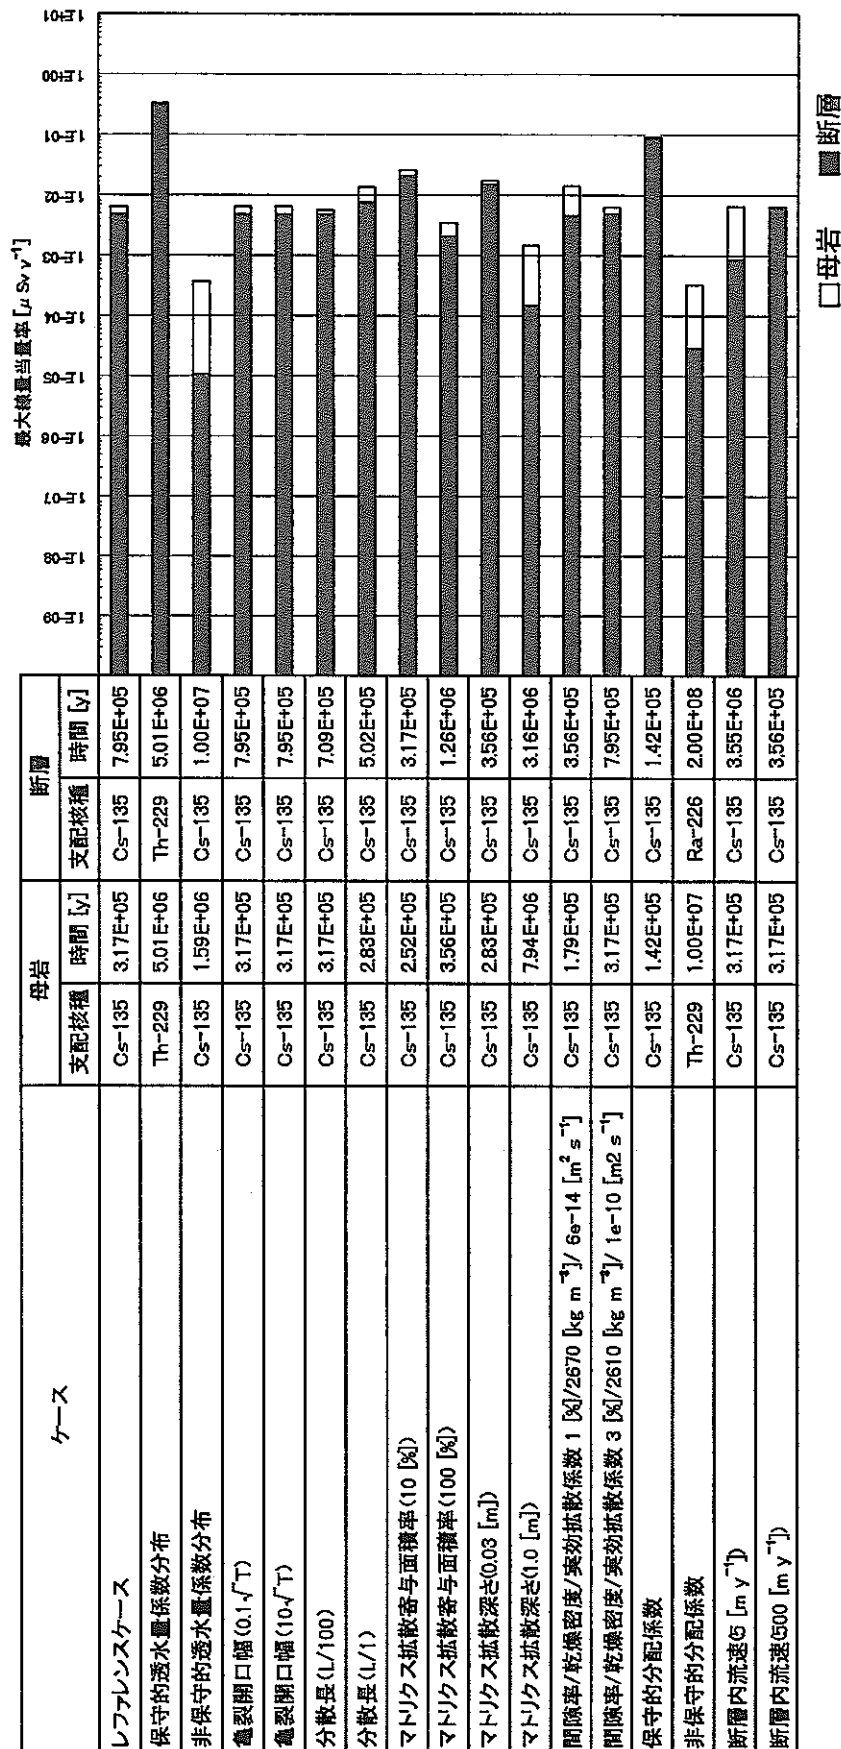 ケース 母岩 断層 最大線量当量率 [μ Sv y⁻¹]
支配核種 時間 [y] 支配核種 時間 [y] 1E-09 1E-08 1E-07 1E-06 1E-05 1E-04 1E-03 1E-02 1E-01 1E+00 1E+01
レファレンスケース Cs-135 3.17E+05 Cs-135 7.95E+05
保守的透水量係数分布 Th-229 5.01E+06 Th-229 5.01E+06
非保守的透水量係数分布 Cs-135 1.59E+06 Cs-135 1.00E+07
亀裂開口幅(0.1√T) Cs-135 3.17E+05 Cs-135 7.95E+05
亀裂開口幅(10√T) Cs-135 3.17E+05 Cs-135 7.95E+05
分散長(L/100) Cs-135 3.17E+05 Cs-135 7.09E+05
分散長(L/1) Cs-135 2.83E+05 Cs-135 5.02E+05
マトリクス拡散寄与面積率(10 [%]) Cs-135 2.52E+05 Cs-135 3.17E+05
マトリクス拡散寄与面積率(100 [%]) Cs-135 3.56E+05 Cs-135 1.26E+06
マトリクス拡散深さ(0.03 [m]) Cs-135 2.83E+05 Cs-135 3.56E+05
マトリクス拡散深さ(1.0 [m]) Cs-135 7.94E+06 Cs-135 3.16E+06
間隙率/乾燥密度/実効拡散係数 1 [%]/2670 [kg m⁻³]/ 6e-14 [m² s⁻¹] Cs-135 1.79E+05 Cs-135 3.56E+05
間隙率/乾燥密度/実効拡散係数 3 [%]/2610 [kg m⁻³]/ 1e-10 [m2 s⁻¹] Cs-135 3.17E+05 Cs-135 7.95E+05
保守的分配係数 Cs-135 1.42E+05 Cs-135 1.42E+05
非保守的分配係数 Th-229 1.00E+07 Ra-226 2.00E+08
断層内流速(5 [m y⁻¹]) Cs-135 3.17E+05 Cs-135 3.55E+06
断層内流速(500 [m y⁻¹]) Cs-135 3.17E+05 Cs-135 3.56E+05
□母岩 ■断層